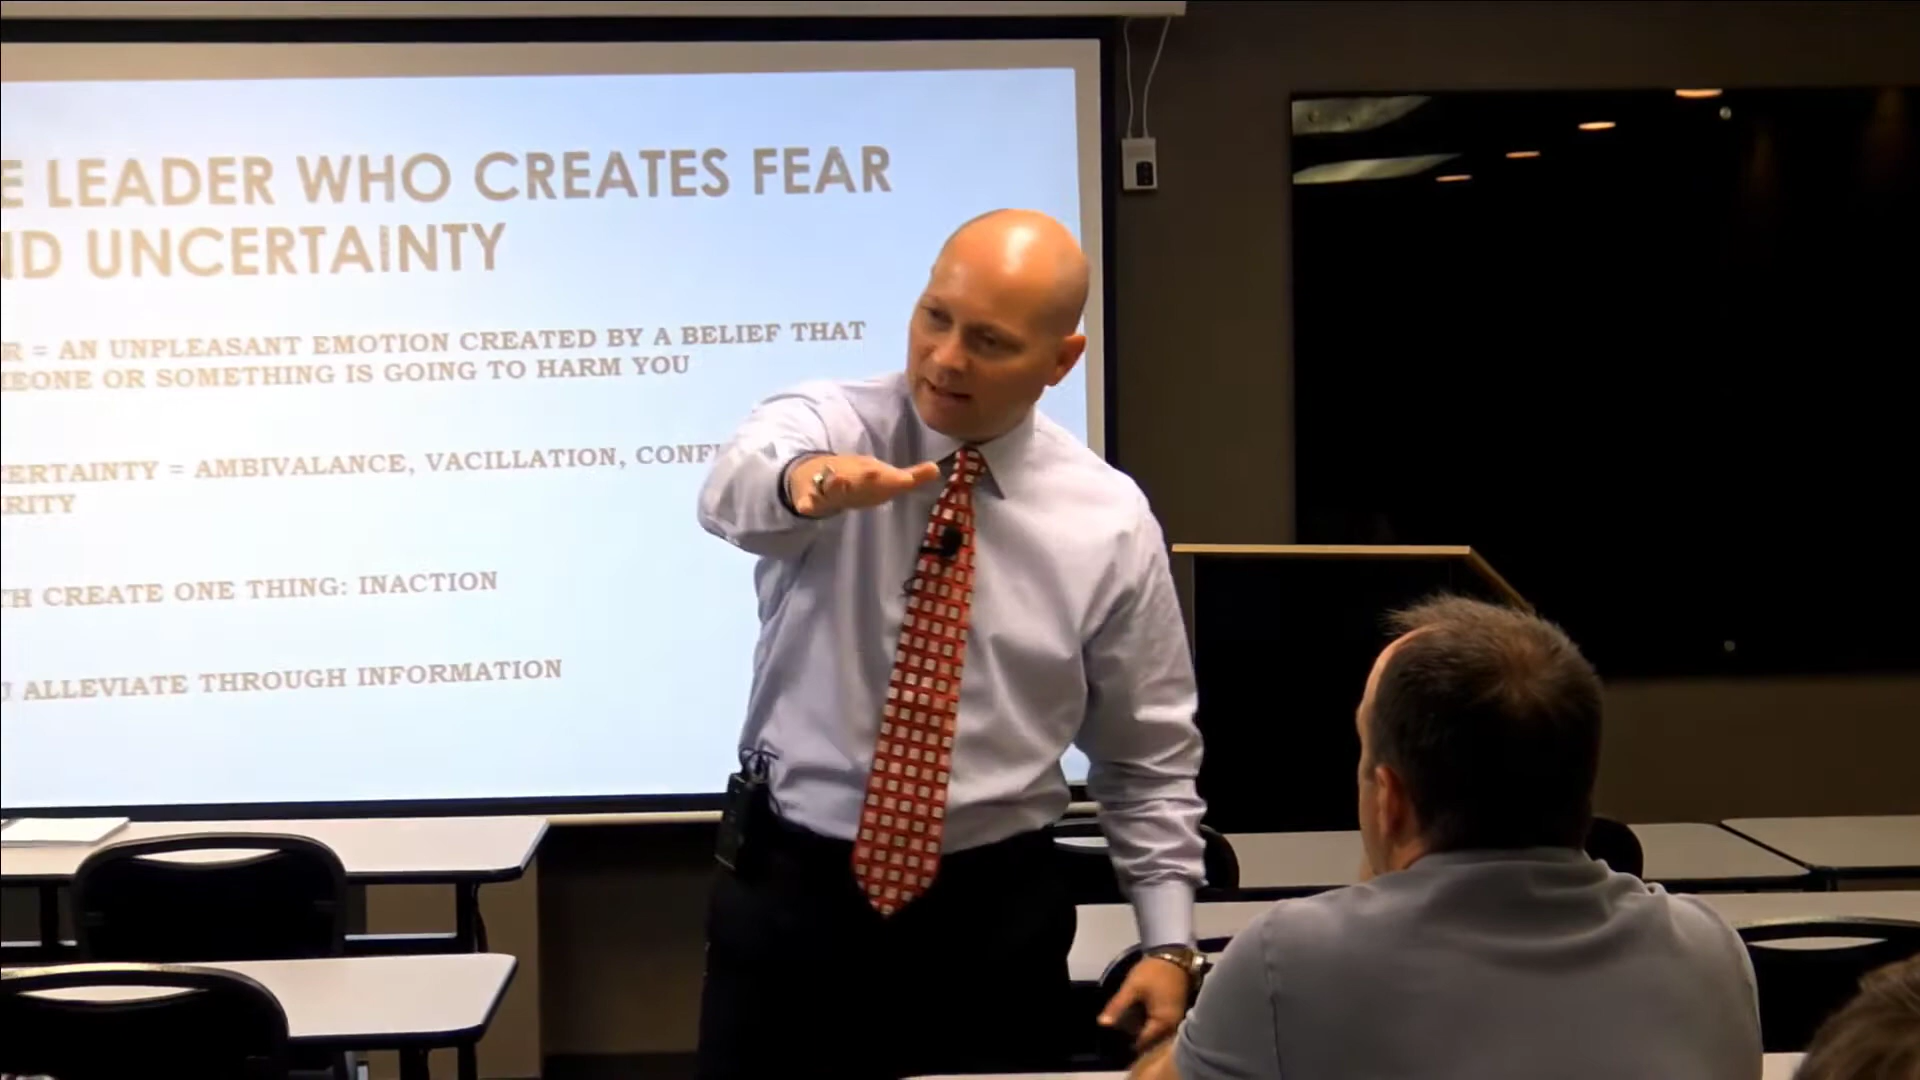 E LEADER WHO CREATES FEAR
ND UNCERTAINTY
R = AN UNPLEASANT EMOTION CREATED BY A BELIEF THAT
MEONE OR SOMETHING IS GOING TO HARM YOU
ERTAINTY = AMBIVALANCE, VACILLATION, CONF
RITY
TH CREATE ONE THING: INACTION
U ALLEVIATE THROUGH INFORMATION